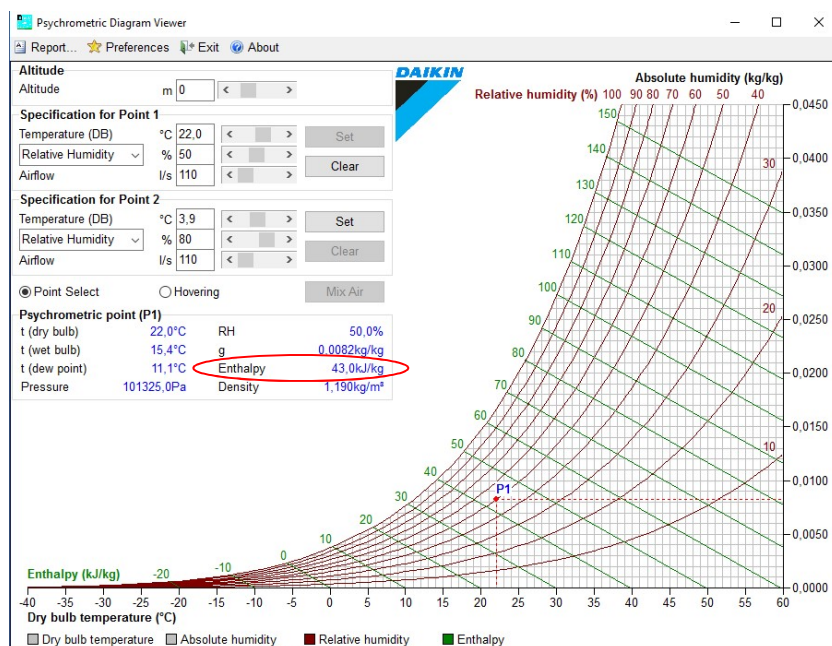 Psychrometric Diagram Viewer
Report... Preferences Exit About
Altitude
Altitude m 0
Specification for Point 1
Temperature (DB) °C 22,0 Set
Relative Humidity % 50
Airflow l/s 110 Clear
Specification for Point 2
Temperature (DB) °C 3,9 Set
Relative Humidity % 80
Airflow l/s 110 Clear
Point Select Hovering Mix Air
Psychrometric point (P1)
t (dry bulb) 22,0°C RH 50,0%
t (wet bulb) 15,4°C g 0,0082kg/kg
t (dew point) 11,1°C Enthalpy 43,0kJ/kg
Pressure 101325,0Pa Density 1,190kg/m³
DAIKIN
Absolute humidity (kg/kg)
Relative humidity (%) 100 90 80 70 60 50 40
30
20
10
0,0450
0,0400
0,0350
0,0300
0,0250
0,0200
0,0150
0,0100
0,0050
0,0000
150
140
130
120
110
100
90
80
70
60
50
40
30
20
10
0
-10
-20
P1
Enthalpy (kJ/kg)
-40 -35 -30 -25 -20 -15 -10 -5 0 5 10 15 20 25 30 35 40 45 50 55 60
Dry bulb temperature (°C)
Dry bulb temperature Absolute humidity Relative humidity Enthalpy